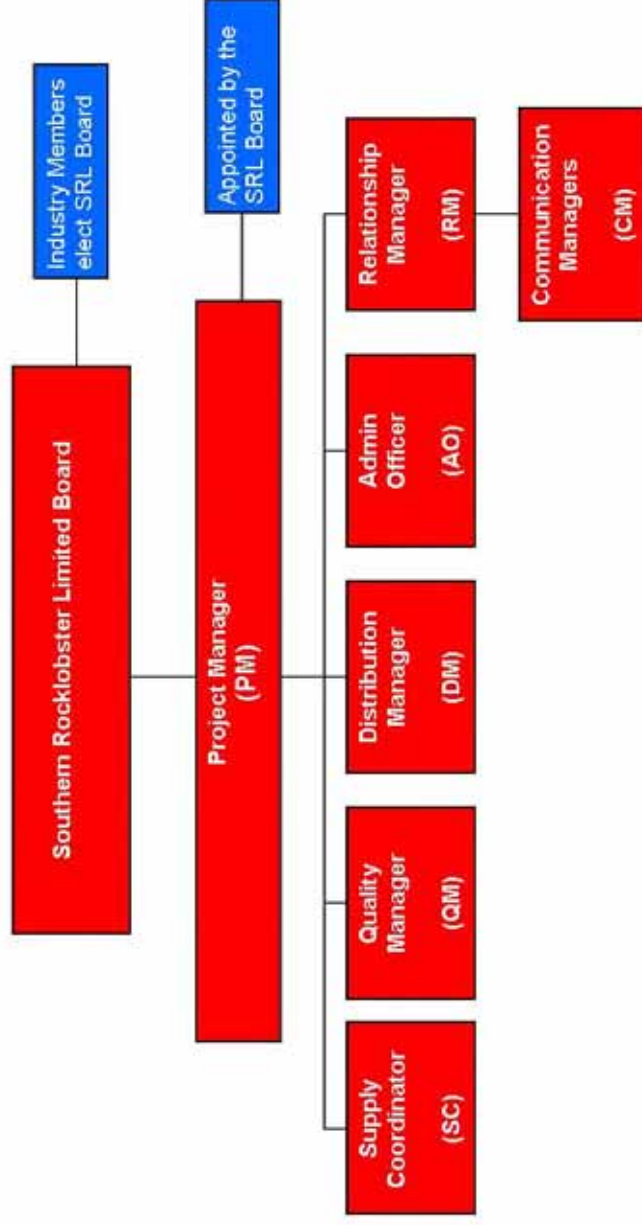 Southern Rocklobster Limited Board
Industry Members
elect SRL Board
Project Manager
(PM)
Appointed by the
SRL Board
Supply
Coordinator
(SC)
Quality
Manager
(QM)
Distribution
Manager
(DM)
Admin
Officer
(AO)
Relationship
Manager
(RM)
Communication
Managers
(CM)